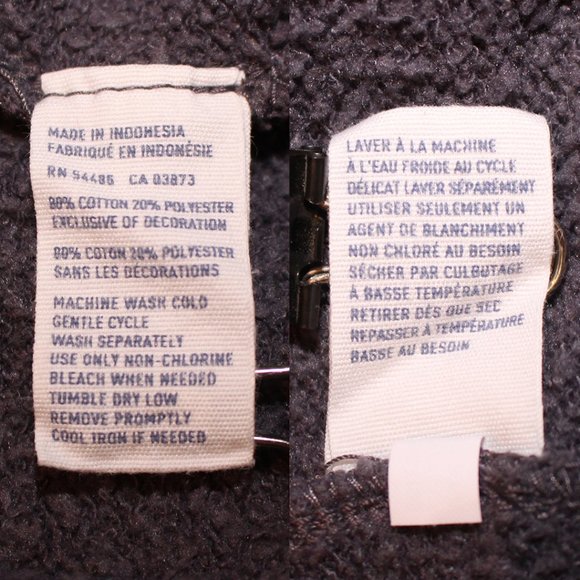 MADE IN INDONESIA
FABRIQUÉ EN INDONÉSIE
RN 54485 CA 03873
80% COTTON 20% POLYESTER
EXCLUSIVE OF DECORATION
80% COTON 20% POLYESTER
SANS LES DÉCORATIONS
MACHINE WASH COLD
GENTLE CYCLE
WASH SEPARATELY
USE ONLY NON-CHLORINE
BLEACH WHEN NEEDED
TUMBLE DRY LOW
REMOVE PROMPTLY
COOL IRON IF NEEDED
LAVER À LA MACHINE
À L'EAU FROIDE AU CYCLE
DÉLICAT LAVER SÉPARÉMENT
UTILISER SEULEMENT UN
AGENT DE BLANCHIMENT
NON CHLORÉ AU BESOIN
SÉCHER PAR CULBUTAGE
À BASSE TEMPÉRATURE
RETIRER DÈS QUE SEC
REPASSER À TEMPÉRATURE
BASSE AU BESOIN